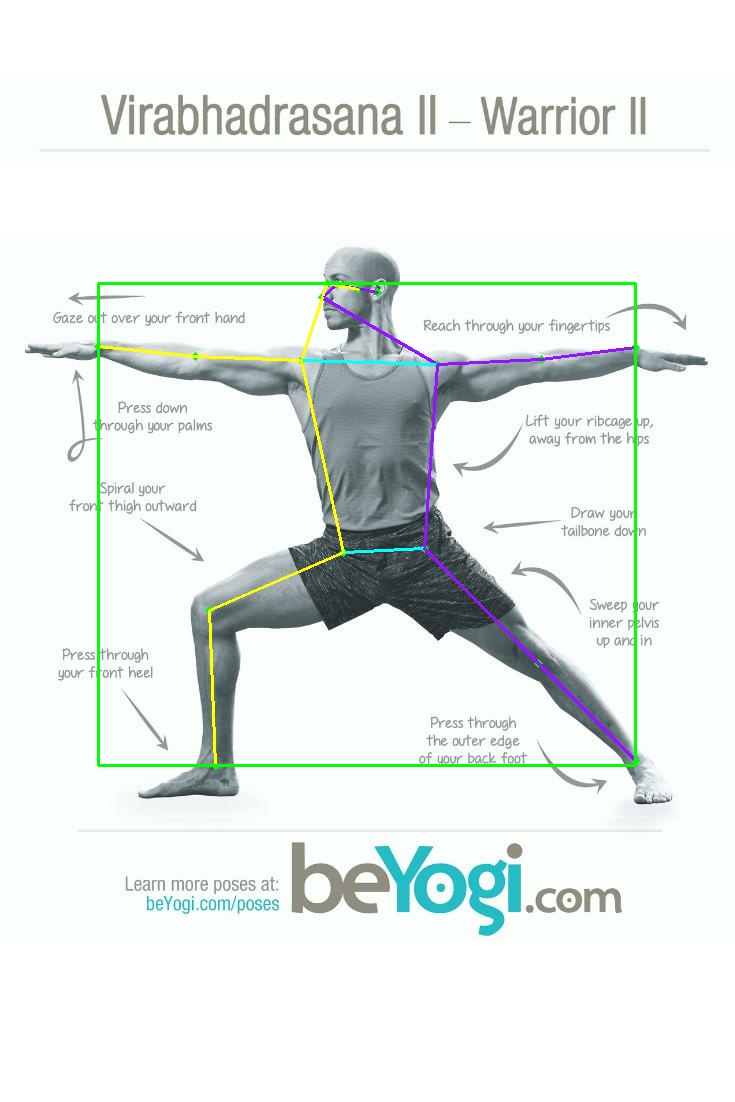 Virabhadrasana II – Warrior II
Gaze out over your front hand
Reach through your fingertips
Press down
through your palms
Lift your ribcage up,
away from the hips
Spiral your
front thigh outward
Draw your
tailbone down
Sweep your
inner pelvis
up and in
Press through
your front heel
Press through
the outer edge
of your back foot
Learn more poses at:
beYogi.com/poses
beYogi.com